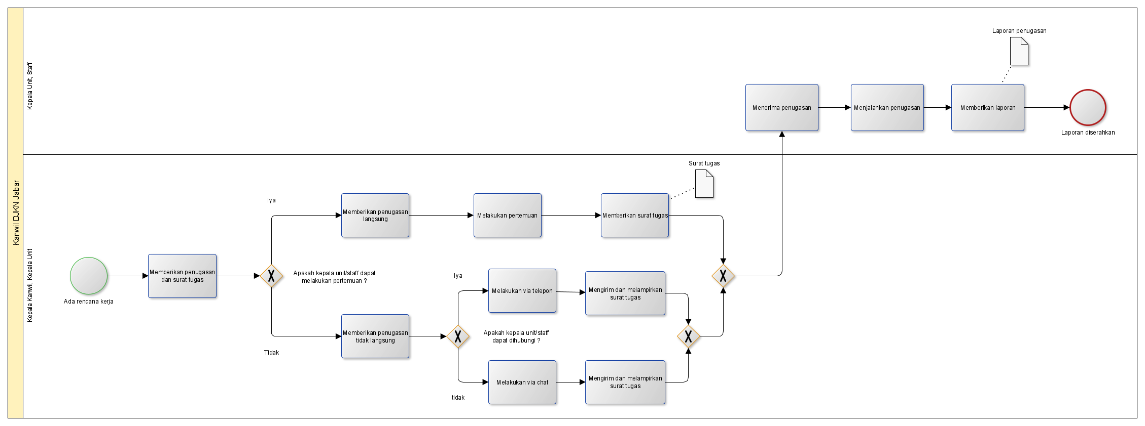 Laporan penugasan
Kepala Unit, Staff
Menerima penugasan
Menjalankan penugasan
Memberikan laporan
Laporan diserahkan
Kanwil DJKN Jabar
Kepala Kanwil, Kepala Unit
Surat tugas
ya
Memberikan penugasan
langsung
Melakukan pertemuan
Memberikan surat tugas
Ada rencana kerja
Memberikan penugasan
dan surat tugas
Apakah kepala unit/staff dapat
melakukan pertemuan ?
Tidak
Memberikan penugasan
tidak langsung
Iya
Melakukan via telepon
Mengirim dan melampirkan
surat tugas
Apakah kepala unit/staff
dapat dihubungi ?
tidak
Melakukan via chat
Mengirim dan melampirkan
surat tugas